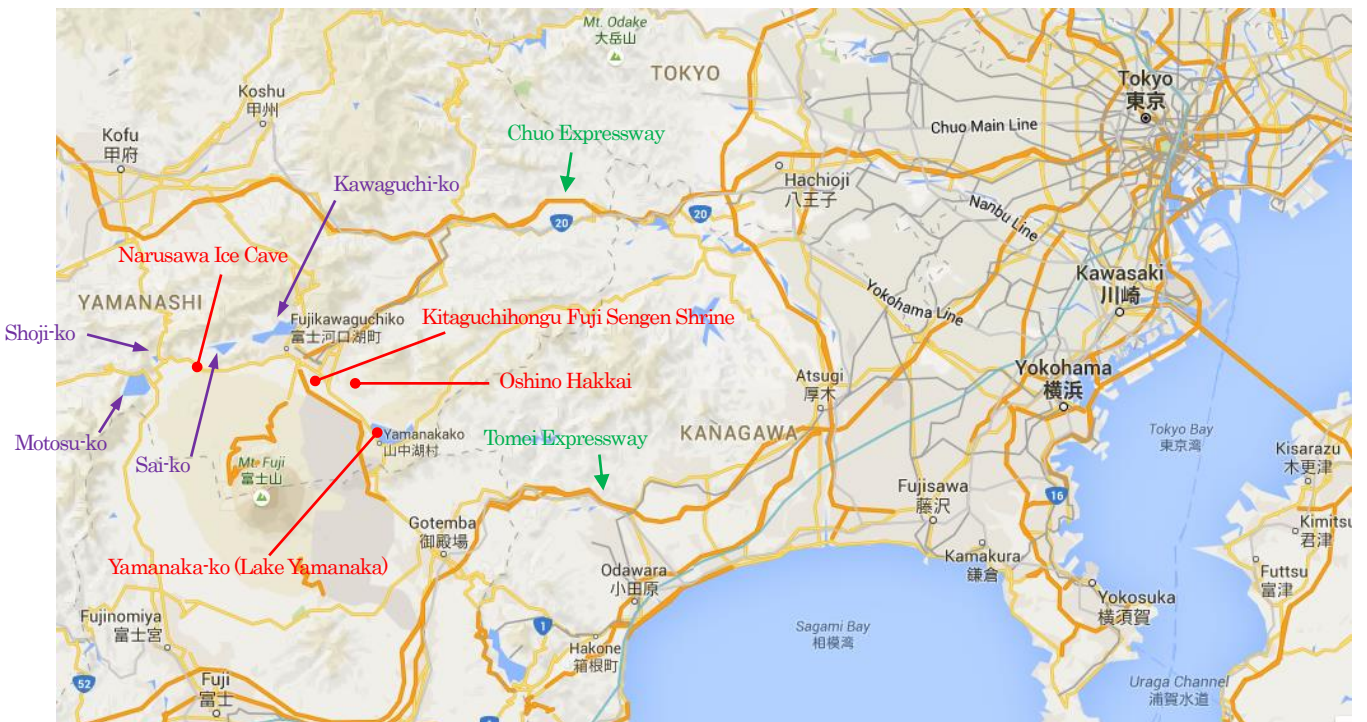 Mt. Odake
大岳山
TOKYO
Tokyo
東京
Koshu
甲州
Kofu
甲府
Chuo Expressway
Chuo Main Line
Hachioji
八王子
Kawaguchi-ko
Nanbu Line
20
20
Narusawa Ice Cave
Kawasaki
川崎
YAMANASHI
Yokohama Line
Shoji-ko
Fujikawaguchiko
富士河口湖町
Kitaguchihongu Fuji Sengen Shrine
Oshino Hakkai
Atsugi
厚木
Yokohama
横浜
Motosu-ko
Sai-ko
Yamanakako
山中湖村
Tomei Expressway
KANAGAWA
Tokyo Bay
東京湾
Kisarazu
木更津
Mt. Fuji
富士山
Fujisawa
藤沢
16
Gotemba
御殿場
Kimitsu
君津
Kamakura
鎌倉
Yamanaka-ko (Lake Yamanaka)
Odawara
小田原
Futtsu
富津
Yokosuka
横須賀
Fujinomiya
富士宮
1
Sagami Bay
相模湾
Hakone
箱根町
Fuji
富士
52
Uraga Channel
浦賀水道